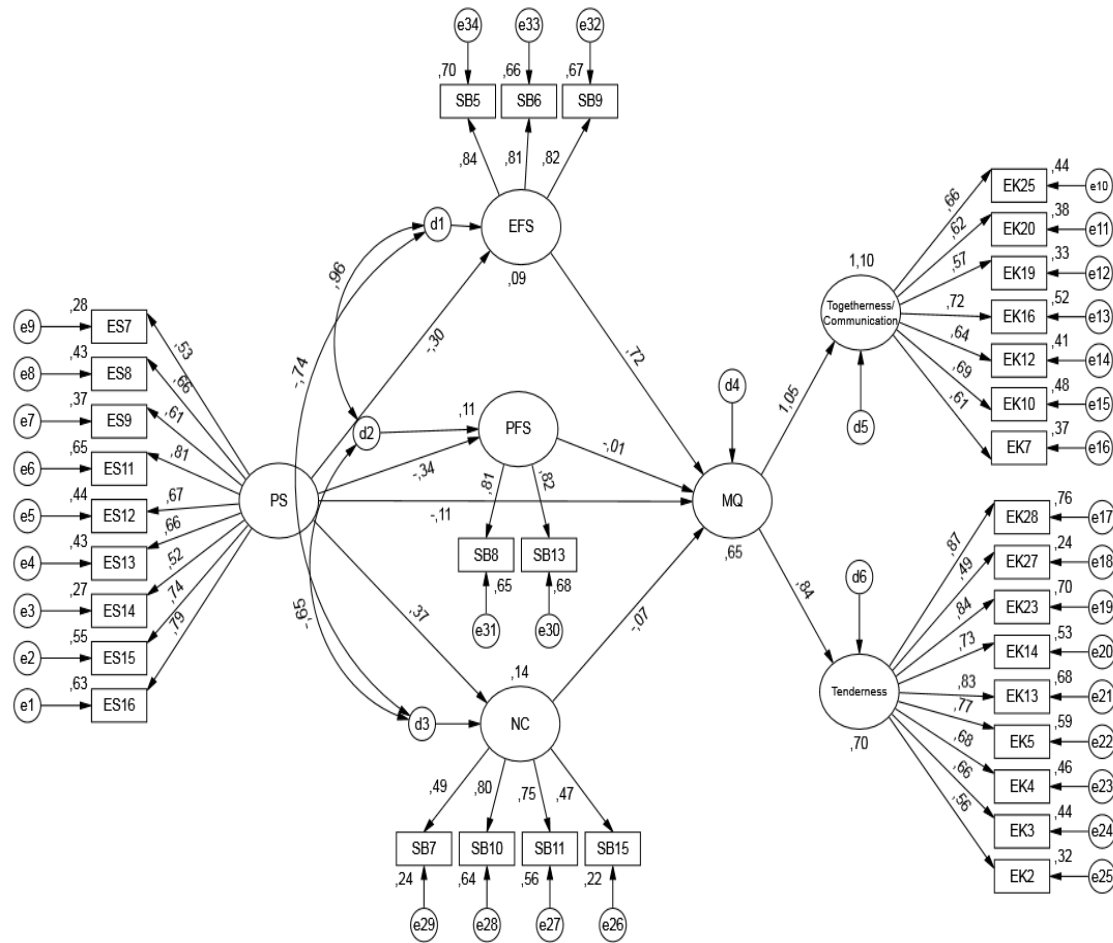 e34
e33
e32
,70
,66
,67
SB5
SB6
SB9
,84
,81
,82
d1
EFS
,09
,96
-,74
-,30
,72
e9
,28
ES7
,53
e8
,43
ES8
,66
e7
,37
ES9
,61
e6
,65
ES11
,81
e5
,44
ES12
,67
e4
,43
ES13
,66
e3
,27
ES14
,52
e2
,55
ES15
,74
e1
,63
ES16
,79
PS
d2
,11
PFS
-,34
-,01
-,11
,81
,82
SB8
SB13
,65
,68
e31
e30
-,65
,37
-,07
,14
d3
NC
,49
,80
,75
,47
SB7
SB10
SB11
SB15
,24
,64
,56
,22
e29
e28
e27
e26
d4
MQ
,65
1,05
,84
1,10
Togetherness/
Communication
d5
,66
EK25
,44
e10
,62
EK20
,38
e11
,57
EK19
,33
e12
,72
EK16
,52
e13
,64
EK12
,41
e14
,69
EK10
,48
e15
,61
EK7
,37
e16
d6
Tenderness
,70
,87
EK28
,76
e17
,49
EK27
,24
e18
,84
EK23
,70
e19
,73
EK14
,53
e20
,83
EK13
,68
e21
,77
EK5
,59
e22
,68
EK4
,46
e23
,66
EK3
,44
e24
,56
EK2
,32
e25